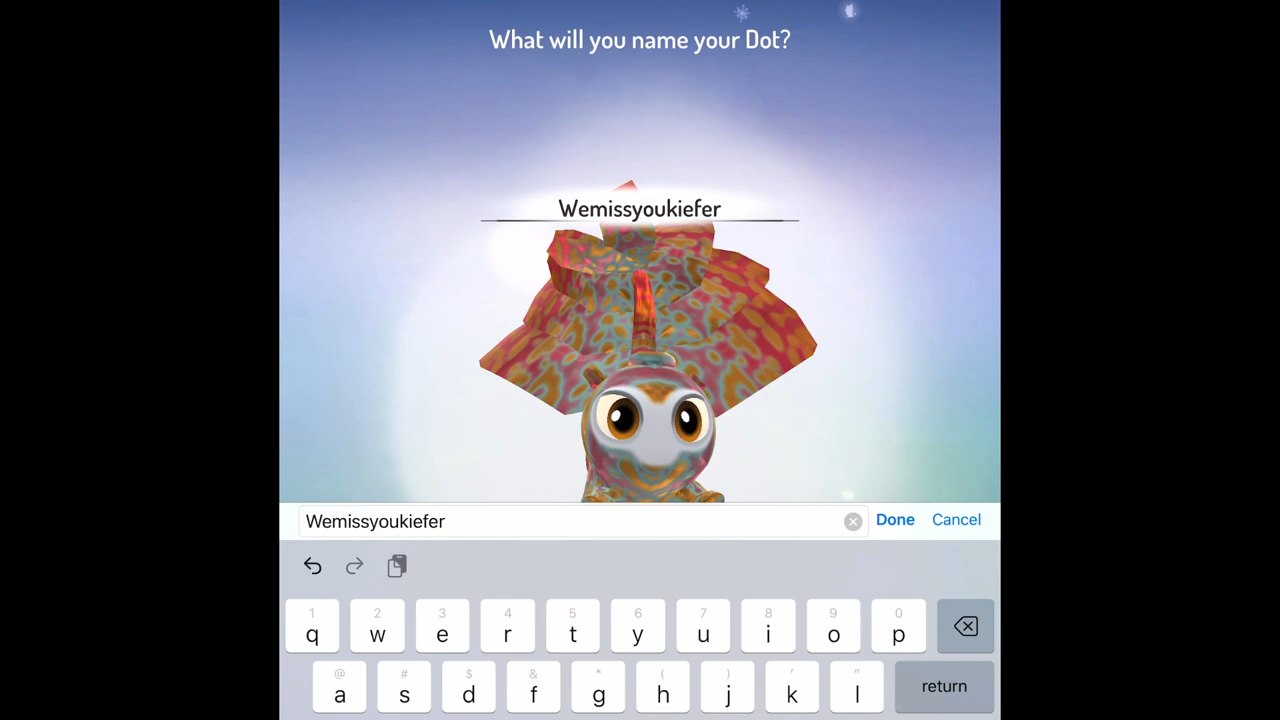 What will you name your Dot?
Wemissyoukiefer
Wemissyoukiefer
Done
Cancel
1 2 3 4 5 6 7 8 9 0
q w e r t y u i o p
@ # $ & * ( ) ' "
a s d f g h j k l return